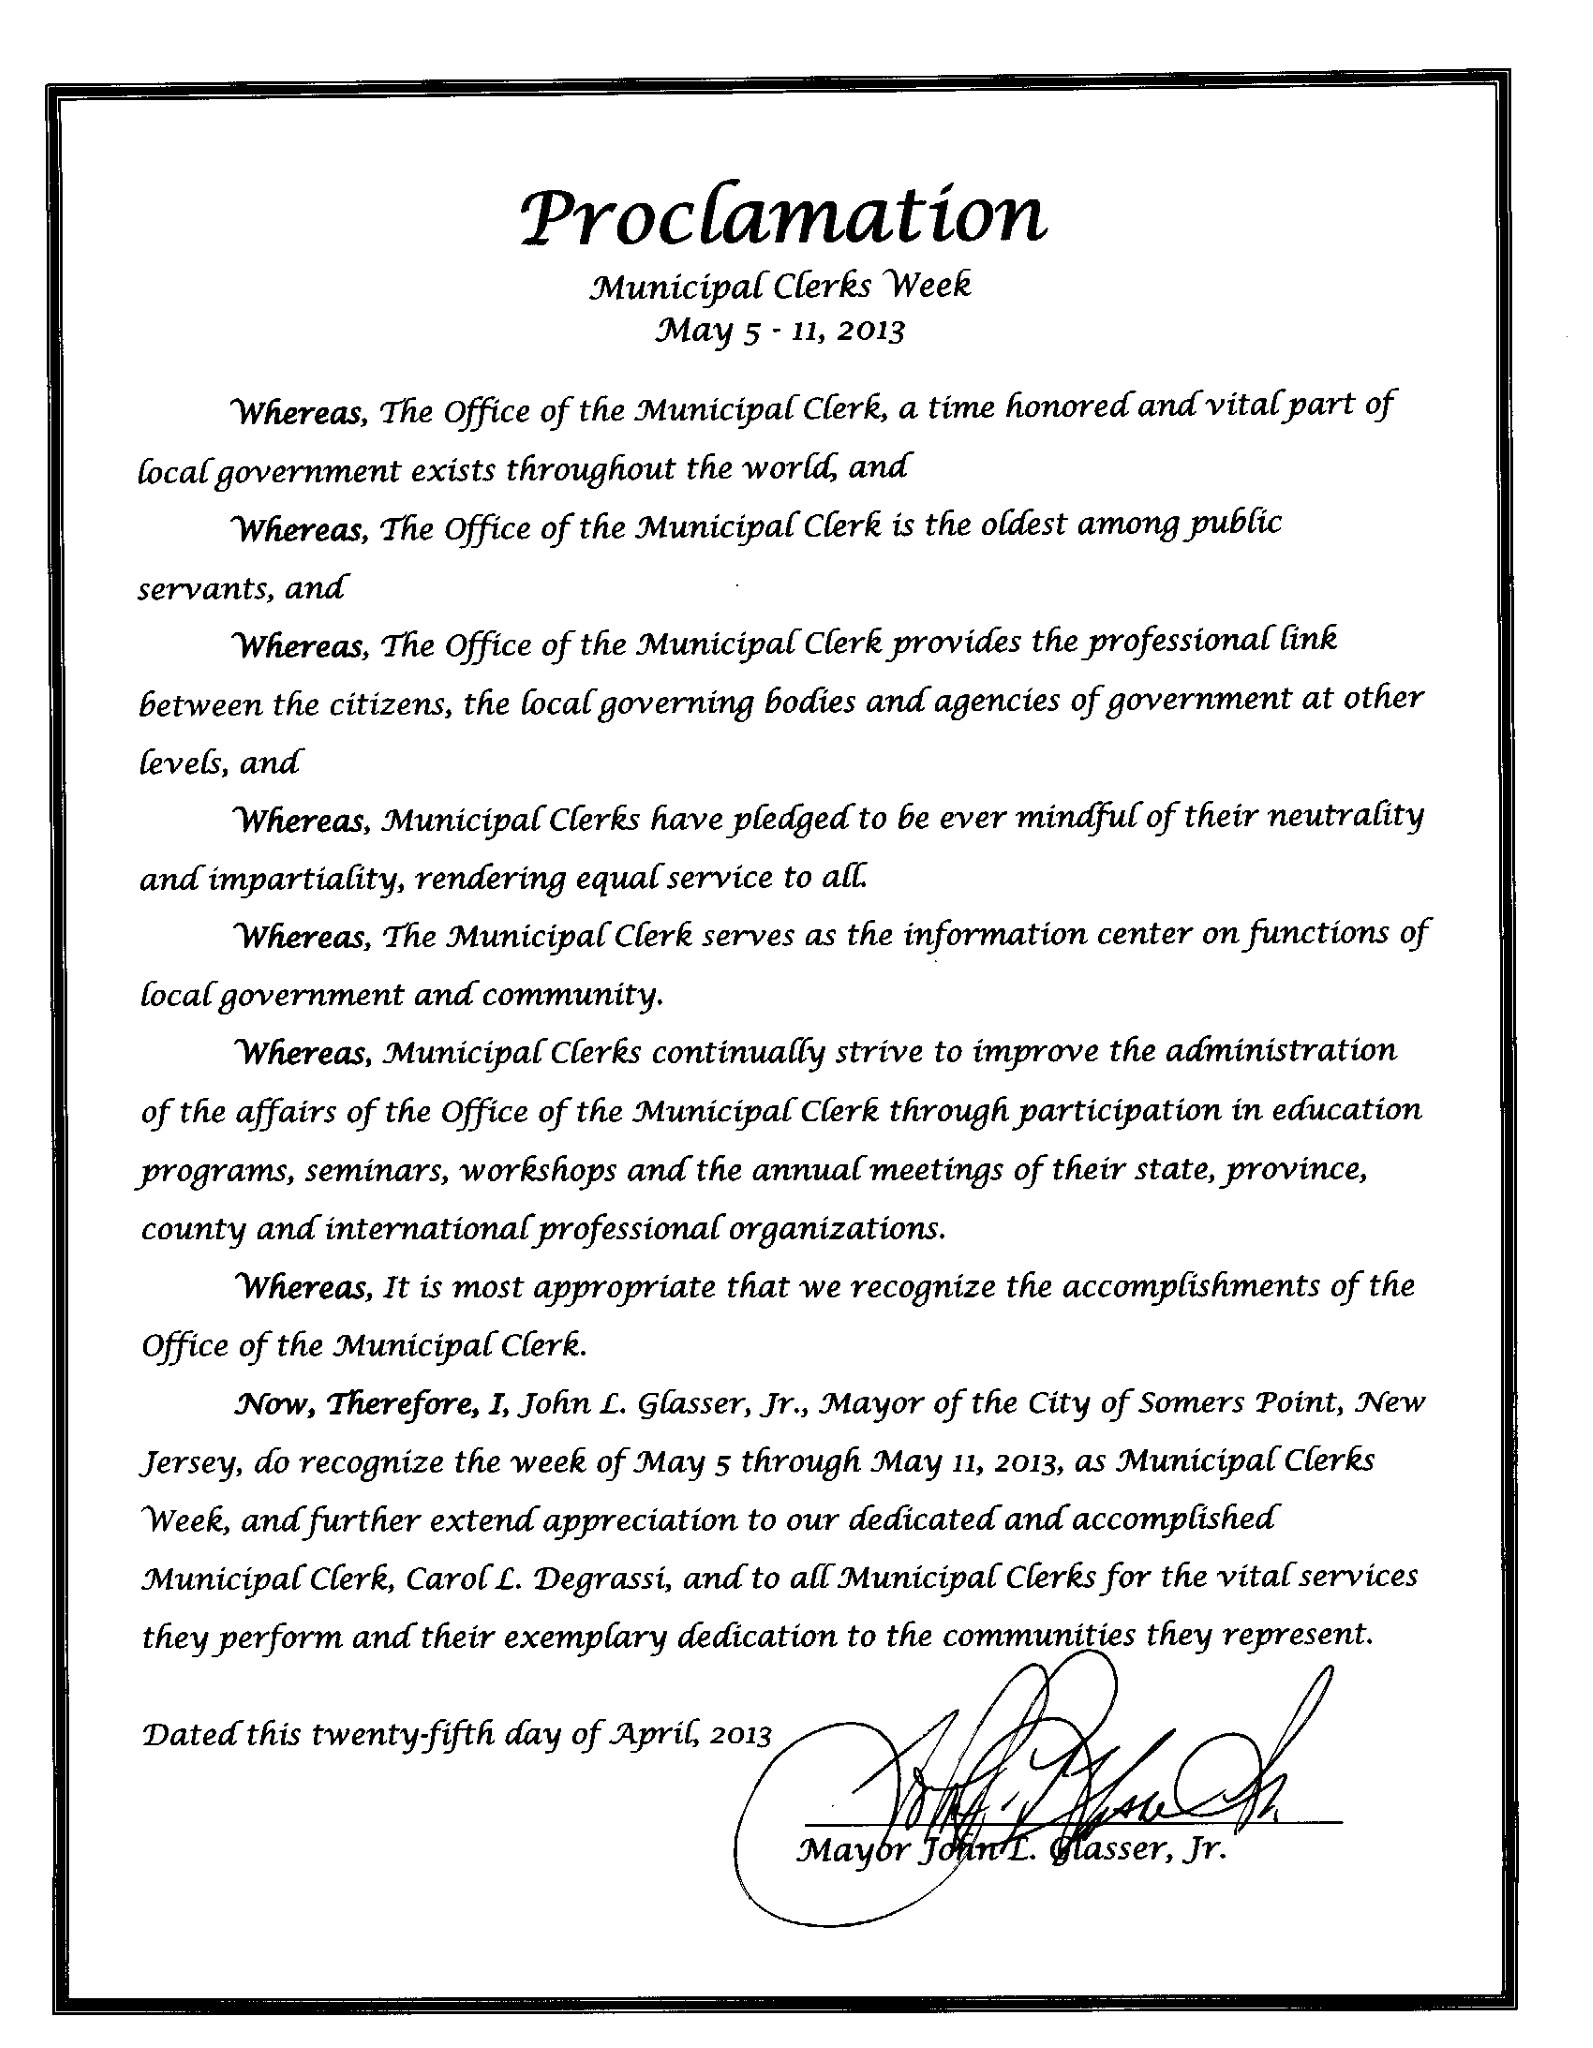 Proclamation
Municipal Clerks Week
May 5 - 11, 2013
Whereas, The Office of the Municipal Clerk, a time honored and vital part of
local government exists throughout the world, and
Whereas, The Office of the Municipal Clerk is the oldest among public
servants, and
Whereas, The Office of the Municipal Clerk provides the professional link
between the citizens, the local governing bodies and agencies of government at other
levels, and
Whereas, Municipal Clerks have pledged to be ever mindful of their neutrality
and impartiality, rendering equal service to all.
Whereas, The Municipal Clerk serves as the information center on functions of
local government and community.
Whereas, Municipal Clerks continually strive to improve the administration
of the affairs of the Office of the Municipal Clerk through participation in education
programs, seminars, workshops and the annual meetings of their state, province,
county and international professional organizations.
Whereas, It is most appropriate that we recognize the accomplishments of the
Office of the Municipal Clerk.
Now, Therefore, I, John L. Glasser, Jr., Mayor of the City of Somers Point, New
Jersey, do recognize the week of May 5 through May 11, 2013, as Municipal Clerks
Week, and further extend appreciation to our dedicated and accomplished
Municipal Clerk, Carol L. Degrassi, and to all Municipal Clerks for the vital services
they perform and their exemplary dedication to the communities they represent.
Dated this twenty-fifth day of April, 2013
Mayor John L. Glasser, Jr.